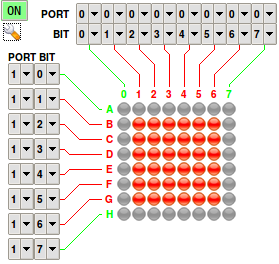 ON
PORT 0 0 0 0 0 0 0 0
BIT 0 1 2 3 4 5 6 7
PORT BIT
0 1 2 3 4 5 6 7
1 0
A
1 1
B
1 2
C
1 3
D
1 4
E
1 5
F
1 6
G
1 7
H